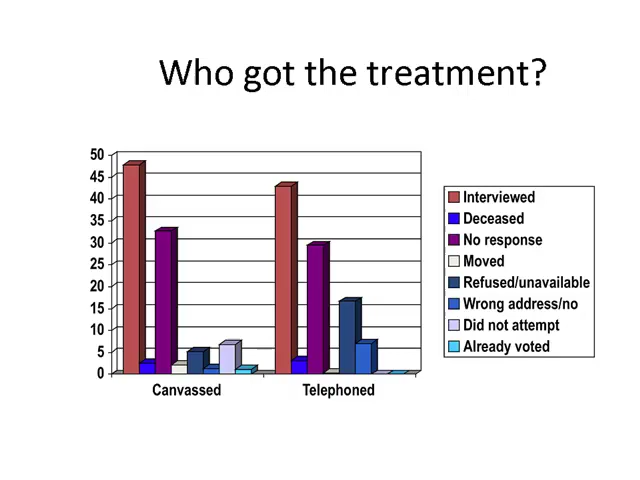 Who got the treatment?
50
45
40
35
30
25
20
15
10
5
0
Canvassed
Telephoned
Interviewed
Deceased
No response
Moved
Refused/unavailable
Wrong address/no
Did not attempt
Already voted